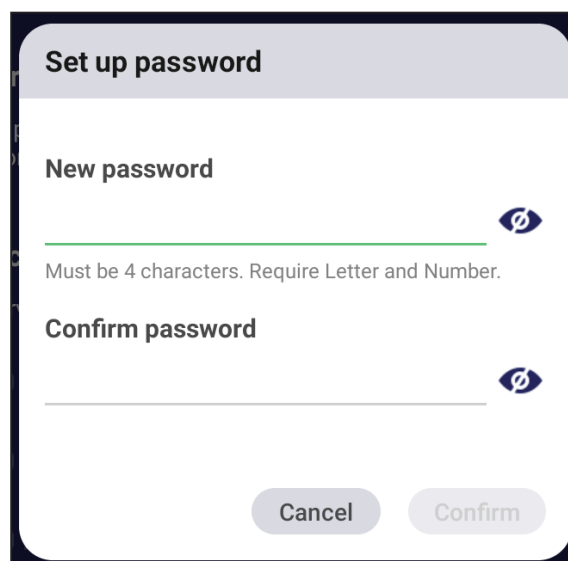 Set up password
New password
Must be 4 characters. Require Letter and Number.
Confirm password
Cancel
Confirm